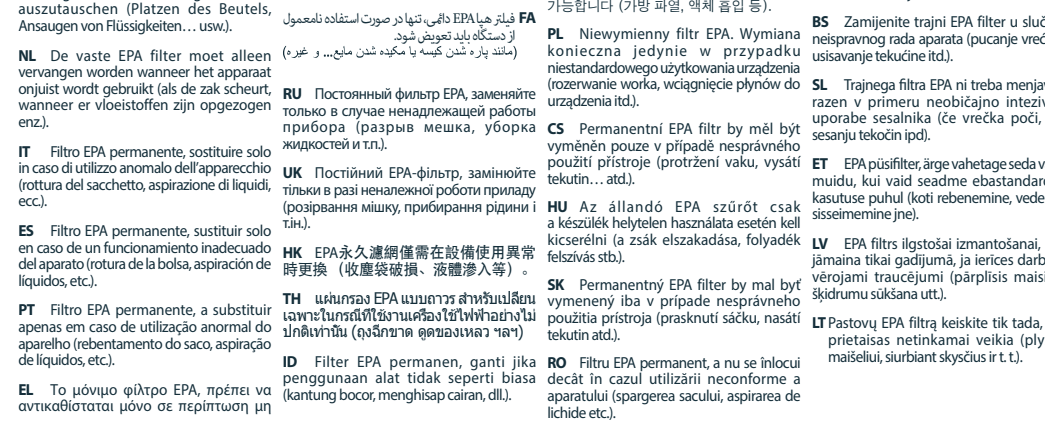 auszutauschen (Platzen des Beutels,
Ansaugen von Flüssigkeiten… usw.).
NL De vaste EPA filter moet alleen
vervangen worden wanneer het apparaat
onjuist wordt gebruikt (als de zak scheurt,
wanneer er vloeistoffen zijn opgezogen
enz.).
IT Filtro EPA permanente, sostituire solo
in caso di utilizzo anomalo dell’apparecchio
(rottura del sacchetto, aspirazione di liquidi,
ecc.).
ES Filtro EPA permanente, sustituir solo
en caso de un funcionamiento inadecuado
del aparato (rotura de la bolsa, aspiración de
líquidos, etc.).
PT Filtro EPA permanente, a substituir
apenas em caso de utilização anormal do
aparelho (rebentamento do saco, aspiração
de líquidos, etc.).
EL Το μόνιμο φίλτρο EPA, πρέπει να
αντικαθίσταται μόνο σε περίπτωση μη
FA فیلتر هپا EPA دائمی، تنها در صورت استفاده نامعمول
از دستگاه باید تعویض شود.
(مانند پاره شدن کیسه یا مکیده شدن مایع... و غیره)
RU Постоянный фильтр EPA, заменяйте
только в случае ненадлежащей работы
прибора (разрыв мешка, уборка
жидкостей и т.п.).
UK Постійний EPA-фільтр, замінюйте
тільки в разі неналежної роботи приладу
(розірвання мішку, прибирання рідини і
т.ін.).
HK EPA永久濾網僅需在設備使用異常
時更換（收塵袋破損、液體滲入等）。
TH แผ่นกรอง EPA แบบถาวร สำหรับเปลี่ยน
เฉพาะในกรณีที่ใช้งานเครื่องใช้ไฟฟ้าอย่างไม่
ปกติเท่านั้น (ถุงฉีกขาด ดูดของเหลว ฯลฯ)
ID Filter EPA permanen, ganti jika
penggunaan alat tidak seperti biasa
(kantung bocor, menghisap cairan, dll.).
가능합니다 (가방 파열, 액체 흡입 등).
PL Niewymienny filtr EPA. Wymiana
konieczna jedynie w przypadku
niestandardowego użytkowania urządzenia
(rozerwanie worka, wciągnięcie płynów do
urządzenia itd.).
CS Permanentní EPA filtr by měl být
vyměněn pouze v případě nesprávného
použití přístroje (protržení vaku, vysátí
tekutin… atd.).
HU Az állandó EPA szűrőt csak
a készülék helytelen használata esetén kell
kicserélni (a zsák elszakadása, folyadék
felszívás stb.).
SK Permanentný EPA filter by mal byť
vymenený iba v prípade nesprávneho
použitia prístroja (prasknutí sáčku, nasátí
tekutin atd.).
RO Filtru EPA permanent, a nu se înlocui
decât în cazul utilizării neconforme a
aparatului (spargerea sacului, aspirarea de
lichide etc.).
BS Zamijenite trajni EPA filter u sluč
neispravnog rada aparata (pucanje vreć
usisavanje tekućine itd.).
SL Trajnega filtra EPA ni treba menjav
razen v primeru neobičajno inteziv
uporabe sesalnika (če vrečka poči,
sesanju tekočin ipd).
ET EPA püsifilter, ärge vahetage seda v
muidu, kui vaid seadme ebastandar
kasutuse puhul (koti rebenemine, vede
sisseimemine jne).
LV EPA filtrs ilgstošai izmantošanai,
jāmaina tikai gadījumā, ja ierīces darb
vērojami traucējumi (pārplīsis maisi
šķidrumu sūkšana utt.).
LT Pastovų EPA filtrą keiskite tik tada,
prietaisas netinkamai veikia (ply
maišeliui, siurbiant skysčius ir t. t.).